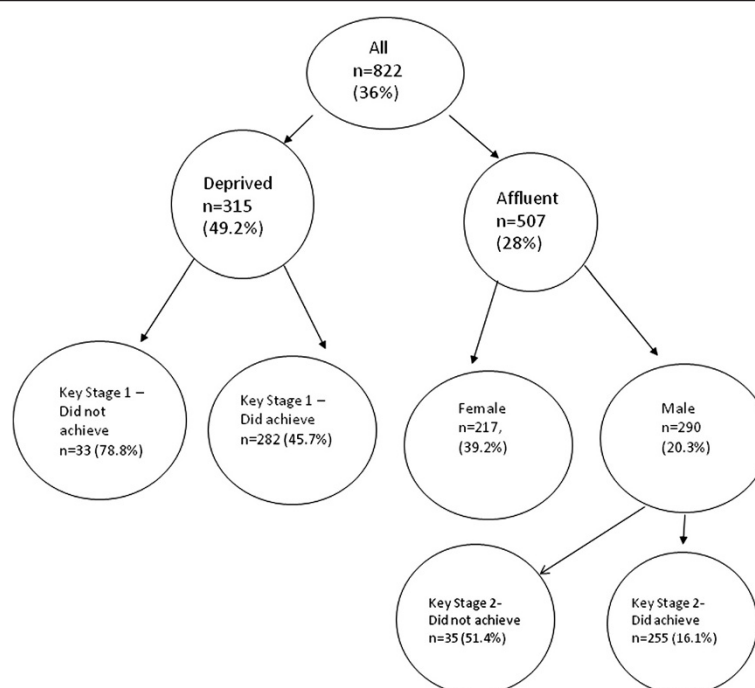 All
n=822
(36%)
Deprived
n=315
(49.2%)
Affluent
n=507
(28%)
Key Stage 1 –
Did not
achieve
n=33 (78.8%)
Key Stage 1 –
Did achieve
n=282 (45.7%)
Female
n=217,
(39.2%)
Male
n=290
(20.3%)
Key Stage 2-
Did not achieve
n=35 (51.4%)
Key Stage 2-
Did achieve
n=255 (16.1%)